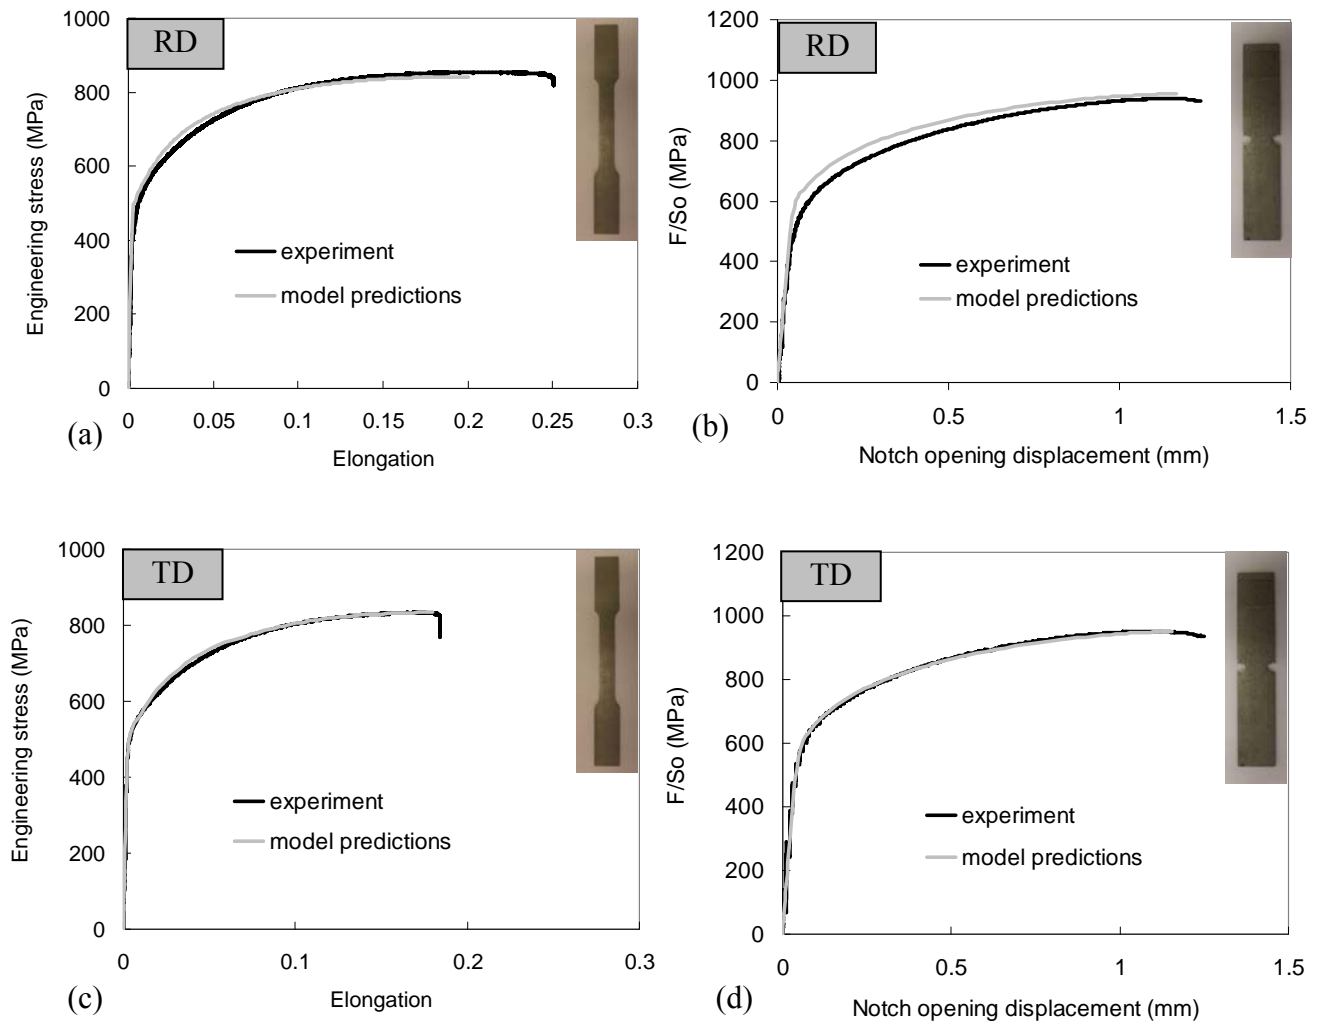 RD
1000
800
600
400
200
0
Engineering stress (MPa)
experiment
model predictions
0 0.05 0.1 0.15 0.2 0.25 0.3
Elongation
(a)
RD
1200
1000
800
600
400
200
0
F/So (MPa)
experiment
model predictions
0 0.5 1 1.5
Notch opening displacement (mm)
(b)
TD
1000
800
600
400
200
0
Engineering stress (MPa)
experiment
model predictions
0 0.1 0.2 0.3
Elongation
(c)
TD
1200
1000
800
600
400
200
0
F/So (MPa)
experiment
model predictions
0 0.5 1 1.5
Notch opening displacement (mm)
(d)